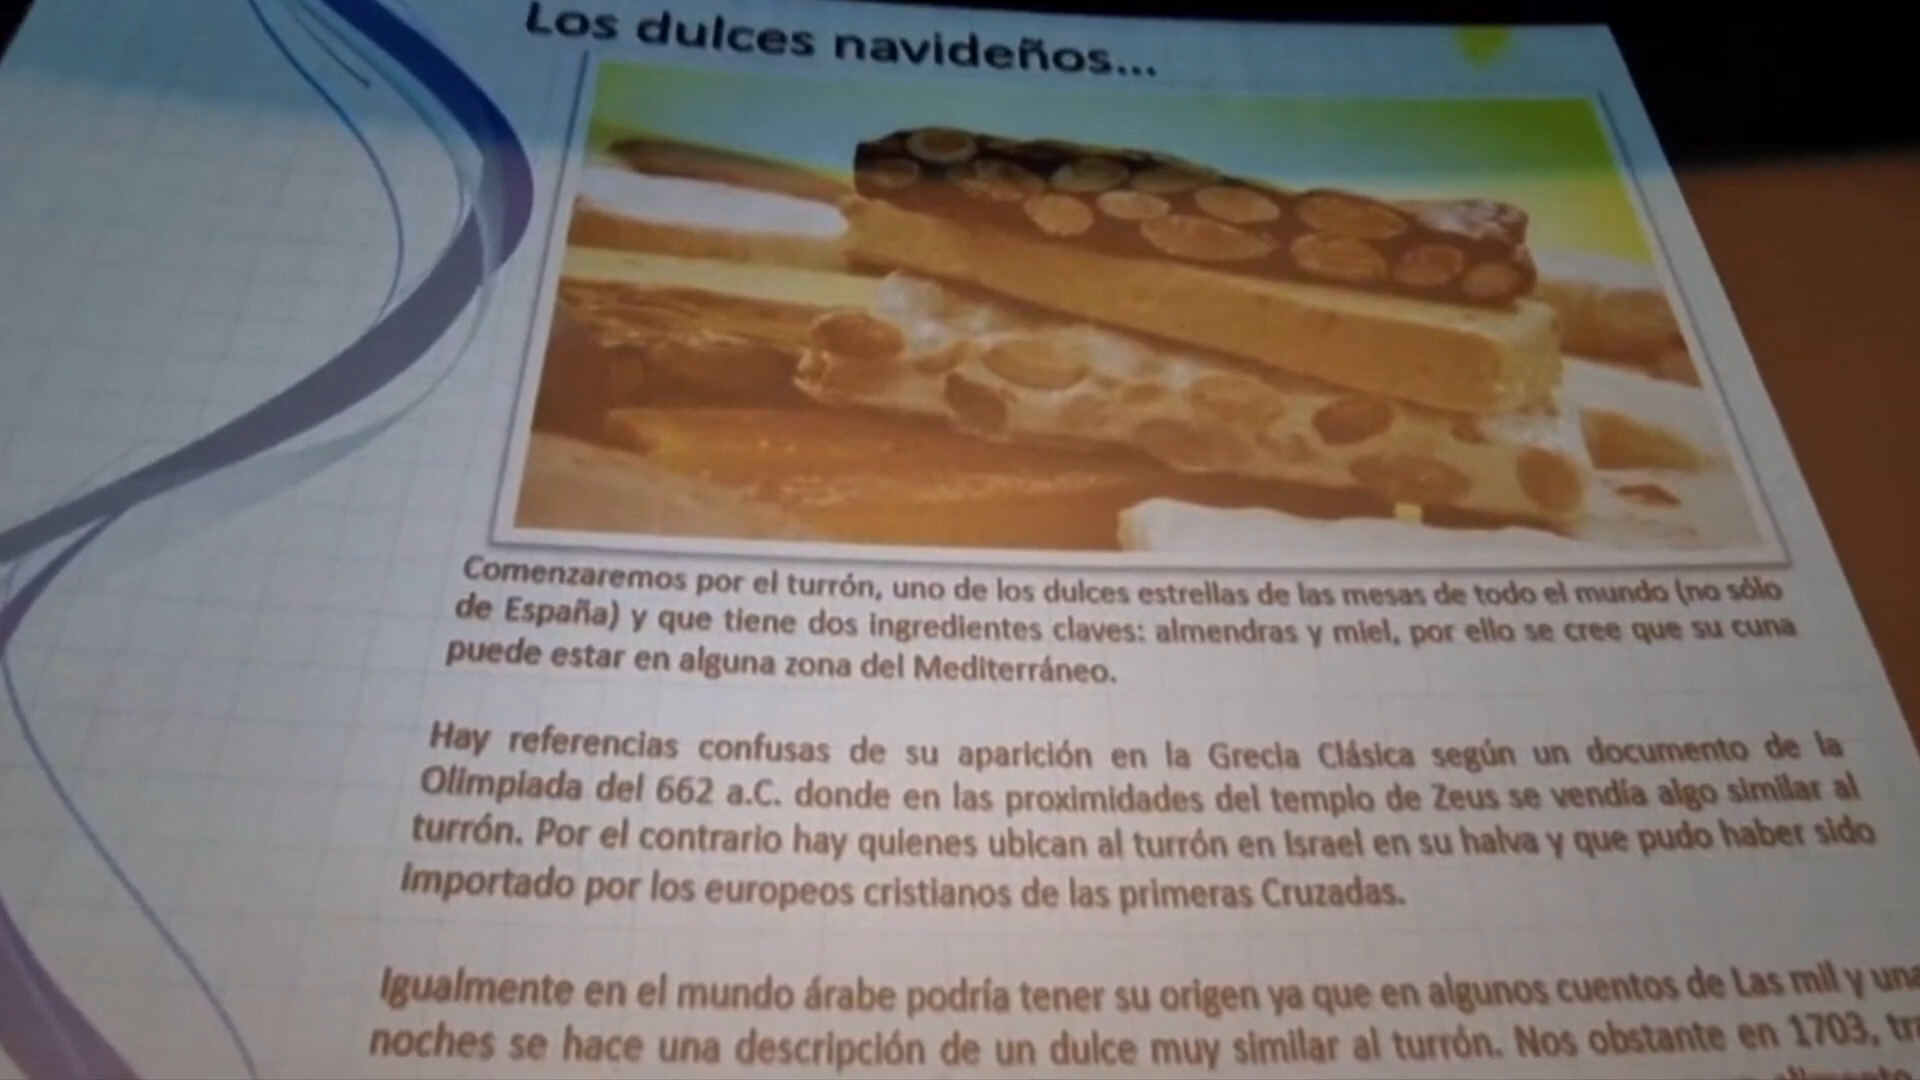 Los dulces navideños...
Comenzaremos por el turrón, uno de los dulces estrellas de las mesas de todo el mundo (no sólo
de España) y que tiene dos ingredientes claves: almendras y miel, por ello se cree que su cuna
puede estar en alguna zona del Mediterráneo.
Hay referencias confusas de su aparición en la Grecia Clásica según un documento de la
Olimpiada del 662 a.C. donde en las proximidades del templo de Zeus se vendía algo similar al
turrón. Por el contrario hay quienes ubican al turrón en Israel en su halva y que pudo haber sido
importado por los europeos cristianos de las primeras Cruzadas.
Igualmente en el mundo árabe podría tener su origen ya que en algunos cuentos de Las mil y una
noches se hace una descripción de un dulce muy similar al turrón. Nos obstante en 1703,